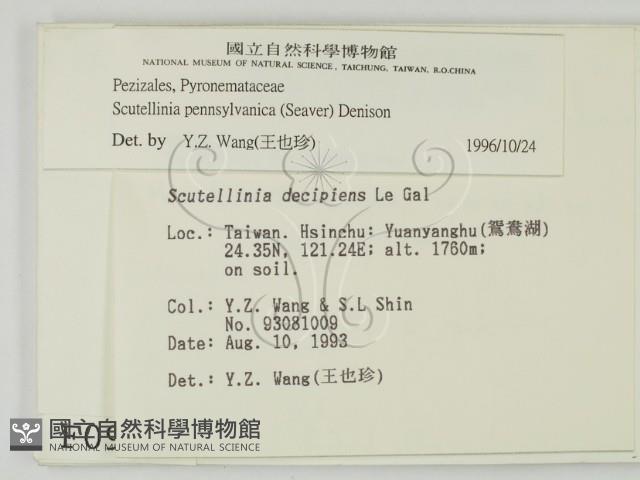 國立自然科學博物館
NATIONAL MUSEUM OF NATURAL SCIENCE, TAICHUNG, TAIWAN, R.O.CHINA
Pezizales, Pyronemataceae
Scutellinia pennsylvanica (Seaver) Denison
Det. by Y.Z. Wang(王也珍) 1996/10/24
Scutellinia decipiens Le Gal
Loc.: Taiwan. Hsinchu: Yuanyanghu(鴛鴦湖)
24.35N, 121.24E; alt. 1760m;
on soil.
Col.: Y.Z. Wang & S.L Shin
No. 93081009
Date: Aug. 10, 1993
Det.: Y.Z. Wang(王也珍)
國立自然科學博物館
NATIONAL MUSEUM OF NATURAL SCIENCE